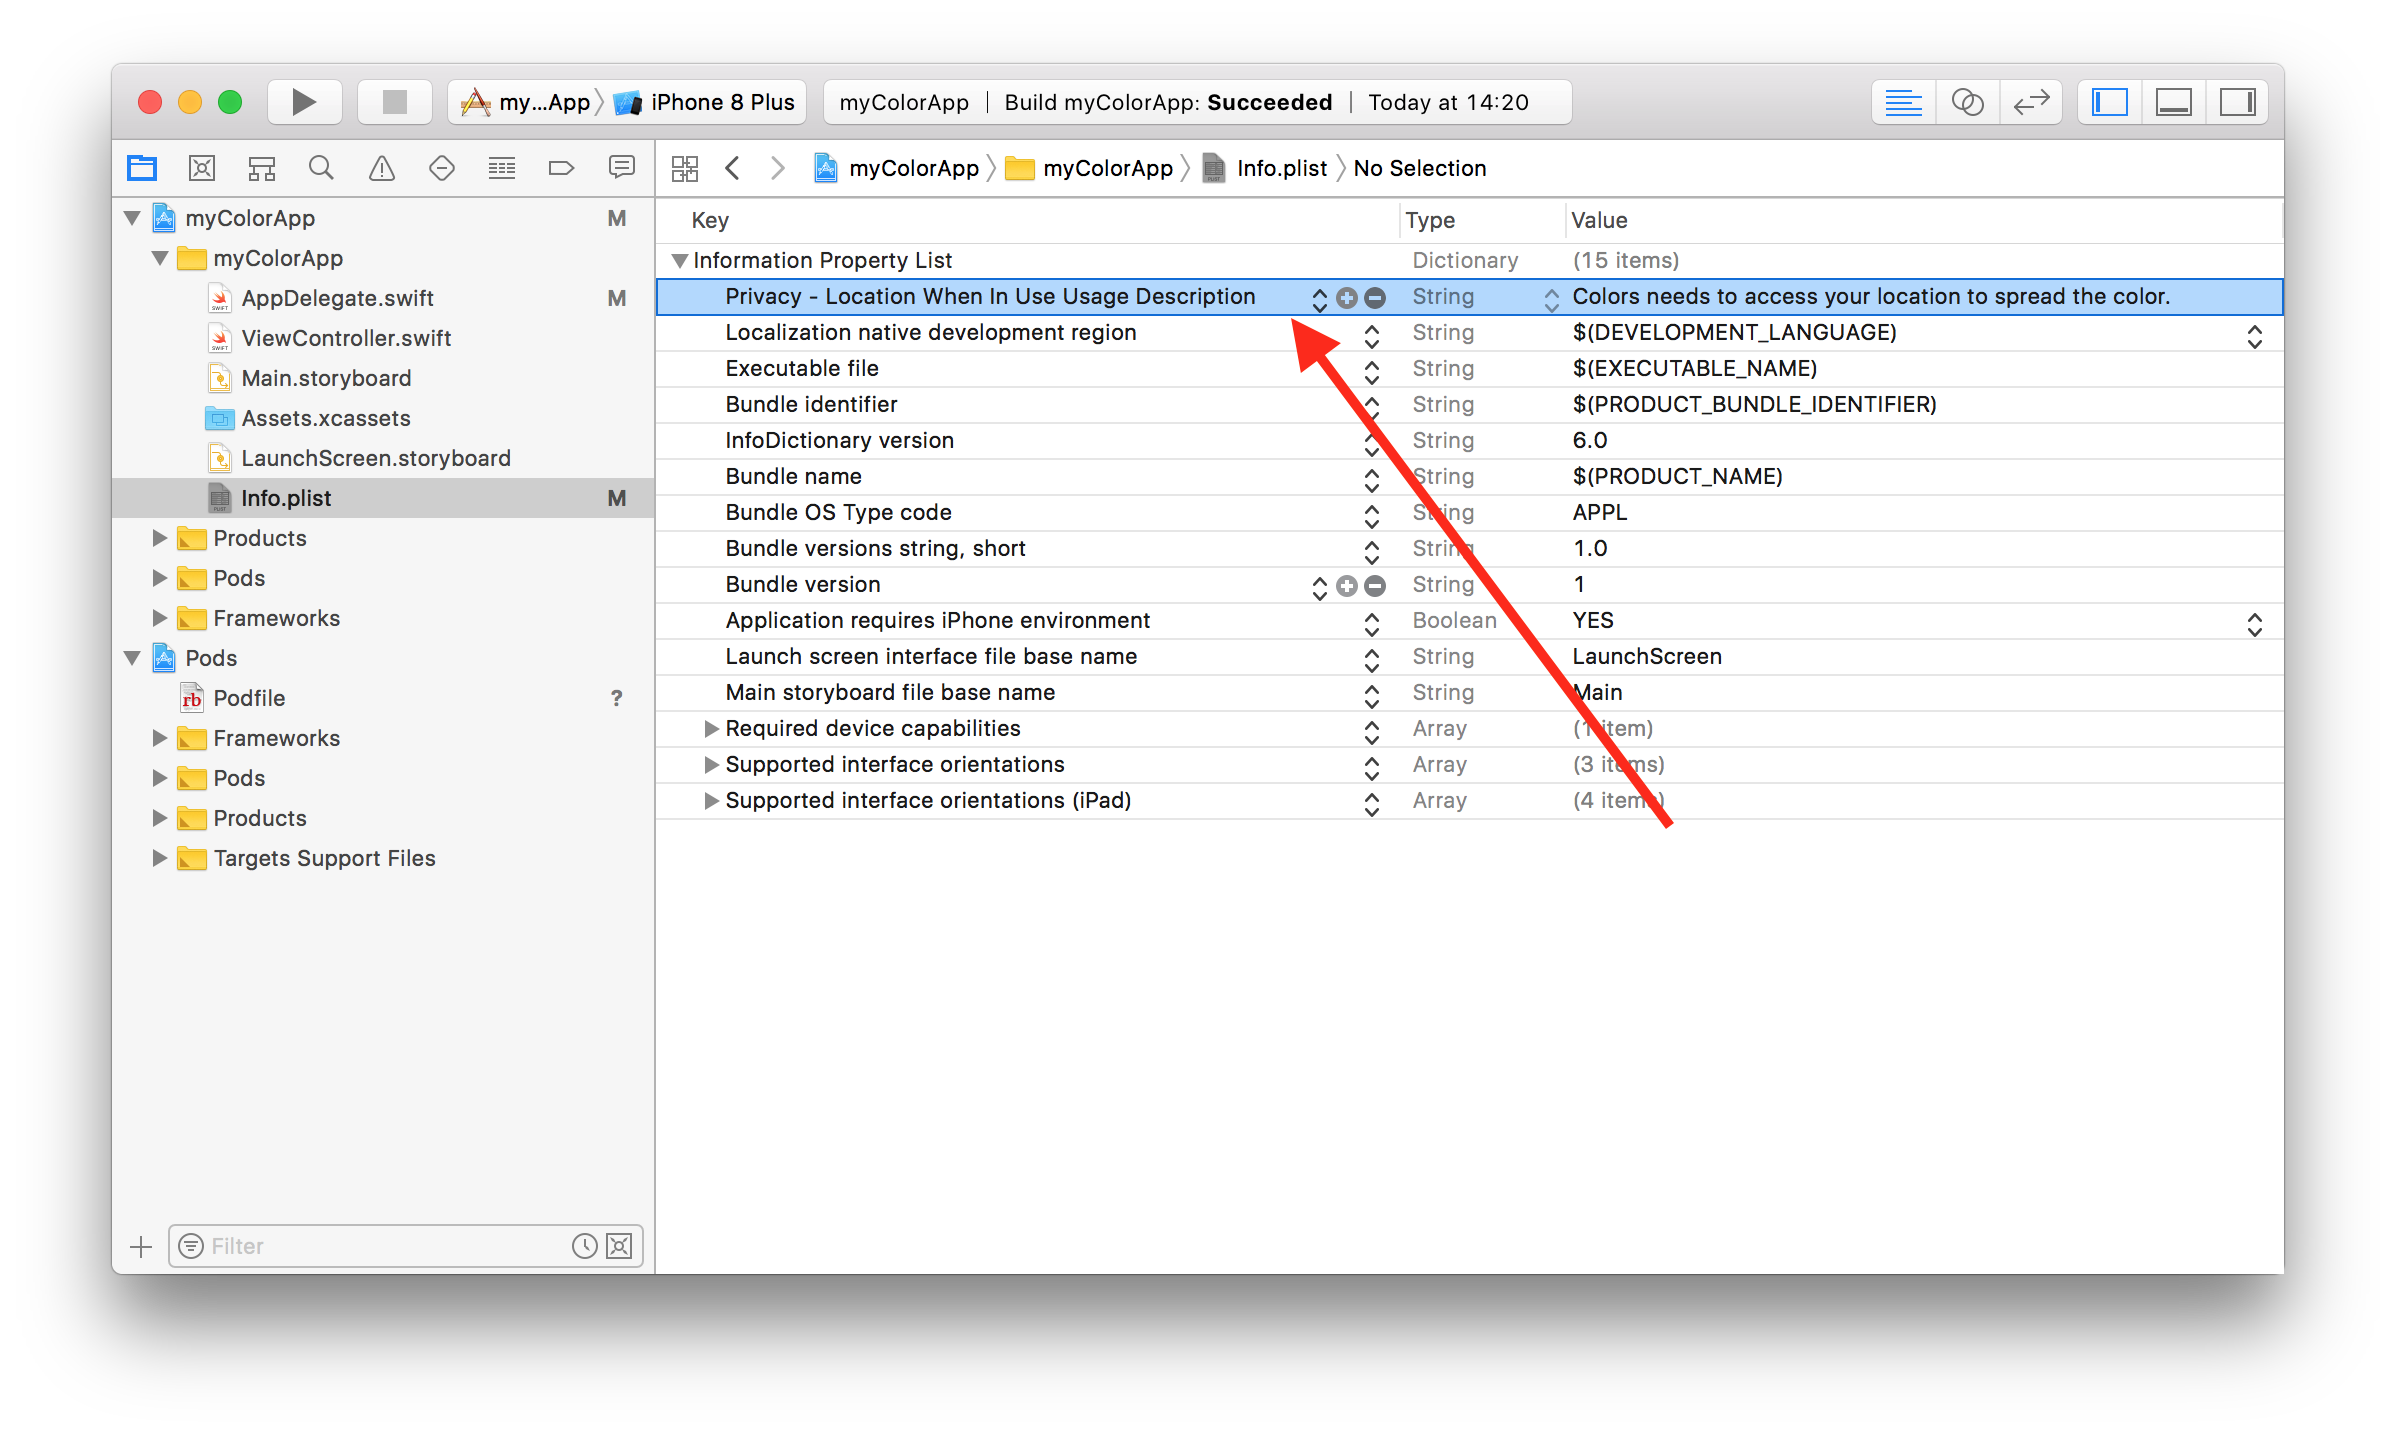 my...App iPhone 8 Plus myColorApp | Build myColorApp: Succeeded | Today at 14:20
myColorApp myColorApp Info.plist No Selection
myColorApp M
myColorApp
AppDelegate.swift M
ViewController.swift
Main.storyboard
Assets.xcassets
LaunchScreen.storyboard
Info.plist M
Products
Pods
Frameworks
Pods
Podfile ?
Frameworks
Pods
Products
Targets Support Files
Filter
Key Type Value
Information Property List Dictionary (15 items)
Privacy - Location When In Use Usage Description String Colors needs to access your location to spread the color.
Localization native development region String $(DEVELOPMENT_LANGUAGE)
Executable file String $(EXECUTABLE_NAME)
Bundle identifier String $(PRODUCT_BUNDLE_IDENTIFIER)
InfoDictionary version String 6.0
Bundle name String $(PRODUCT_NAME)
Bundle OS Type code String APPL
Bundle versions string, short String 1.0
Bundle version String 1
Application requires iPhone environment Boolean YES
Launch screen interface file base name String LaunchScreen
Main storyboard file base name String Main
Required device capabilities Array (1 item)
Supported interface orientations Array (3 items)
Supported interface orientations (iPad) Array (4 items)